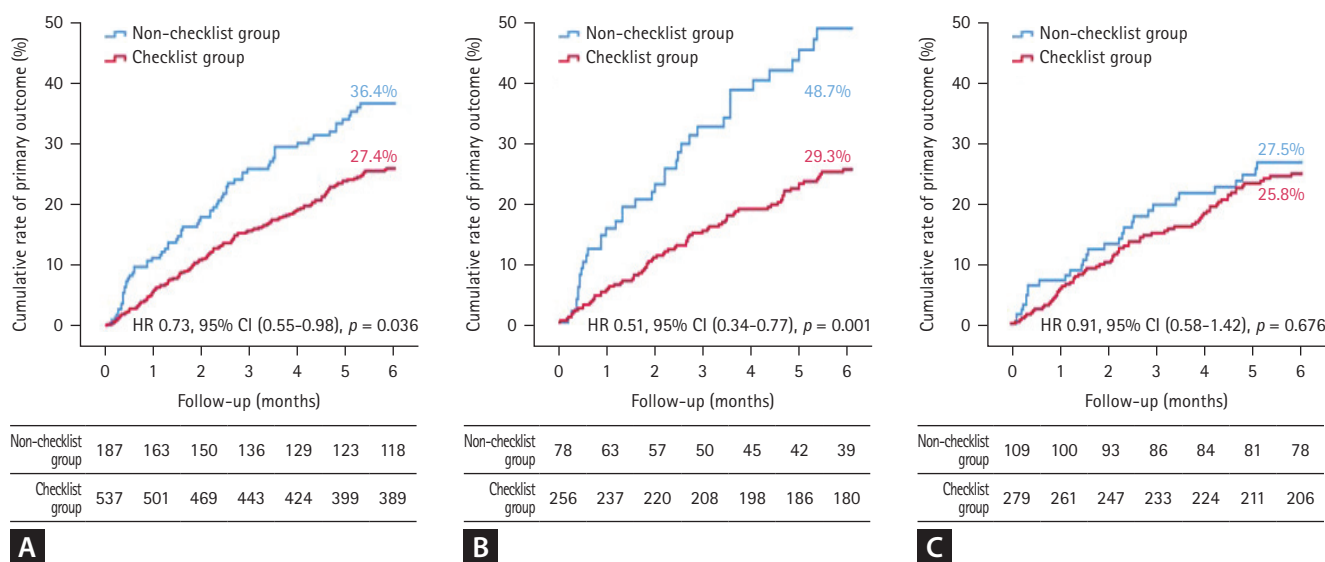 50
40
30
20
10
0
Cumulative rate of primary outcome (%)
Non-checklist group
Checklist group
36.4%
27.4%
HR 0.73, 95% CI (0.55–0.98), p = 0.036
0 1 2 3 4 5 6
Follow-up (months)
Non-checklist
group
187 163 150 136 129 123 118
Checklist
group
537 501 469 443 424 399 389
A
50
40
30
20
10
0
Cumulative rate of primary outcome (%)
Non-checklist group
Checklist group
48.7%
29.3%
HR 0.51, 95% CI (0.34–0.77), p = 0.001
0 1 2 3 4 5 6
Follow-up (months)
Non-checklist
group
78 63 57 50 45 42 39
Checklist
group
256 237 220 208 198 186 180
B
50
40
30
20
10
0
Cumulative rate of primary outcome (%)
Non-checklist group
Checklist group
27.5%
25.8%
HR 0.91, 95% CI (0.58–1.42), p = 0.676
0 1 2 3 4 5 6
Follow-up (months)
Non-checklist
group
109 100 93 86 84 81 78
Checklist
group
279 261 247 233 224 211 206
C